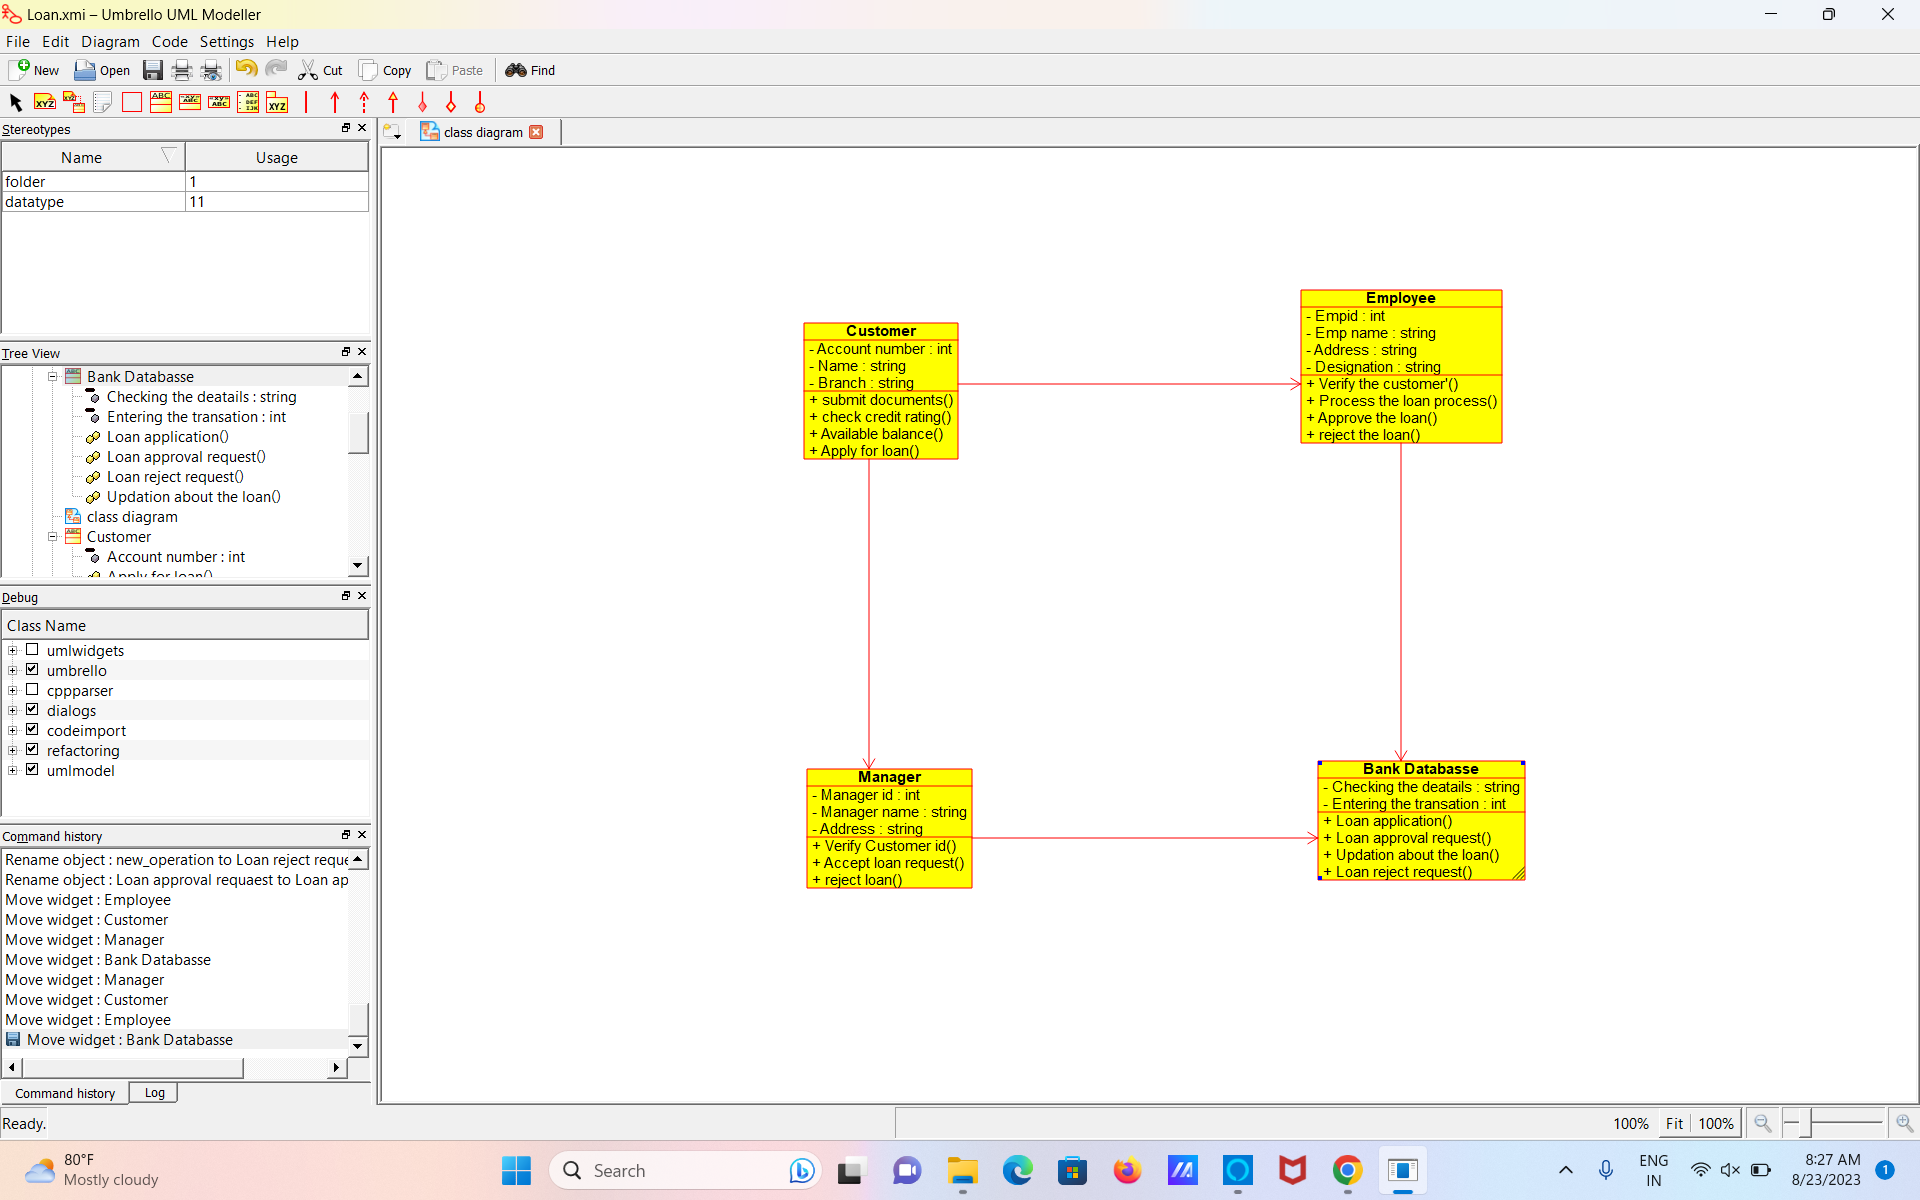 Loan.xmi – Umbrello UML Modeller
File Edit Diagram Code Settings Help
New Open Cut Copy Paste Find
Stereotypes
Name Usage
folder 1
datatype 11
Tree View
Bank Databasse
Checking the deatails : string
Entering the transation : int
Loan application()
Loan approval request()
Loan reject request()
Updation about the loan()
class diagram
Customer
Account number : int
Apply for loan()
Debug
Class Name
umlwidgets
umbrello
cppparser
dialogs
codeimport
refactoring
umlmodel
Command history
Rename object : new_operation to Loan reject reque
Rename object : Loan approval requaest to Loan ap
Move widget : Employee
Move widget : Customer
Move widget : Manager
Move widget : Bank Databasse
Move widget : Manager
Move widget : Customer
Move widget : Employee
Move widget : Bank Databasse
Command history Log
class diagram
Customer
- Account number : int
- Name : string
- Branch : string
+ submit documents()
+ check credit rating()
+ Available balance()
+ Apply for loan()
Employee
- Empid : int
- Emp name : string
- Address : string
- Designation : string
+ Verify the customer'()
+ Process the loan process()
+ Approve the loan()
+ reject the loan()
Manager
- Manager id : int
- Manager name : string
- Address : string
+ Verify Customer id()
+ Accept loan request()
+ reject loan()
Bank Databasse
- Checking the deatails : string
- Entering the transation : int
+ Loan application()
+ Loan approval request()
+ Updation about the loan()
+ Loan reject request()
Ready.
100% Fit 100%
80°F
Mostly cloudy
Search
ENG
IN
8:27 AM
8/23/2023
1